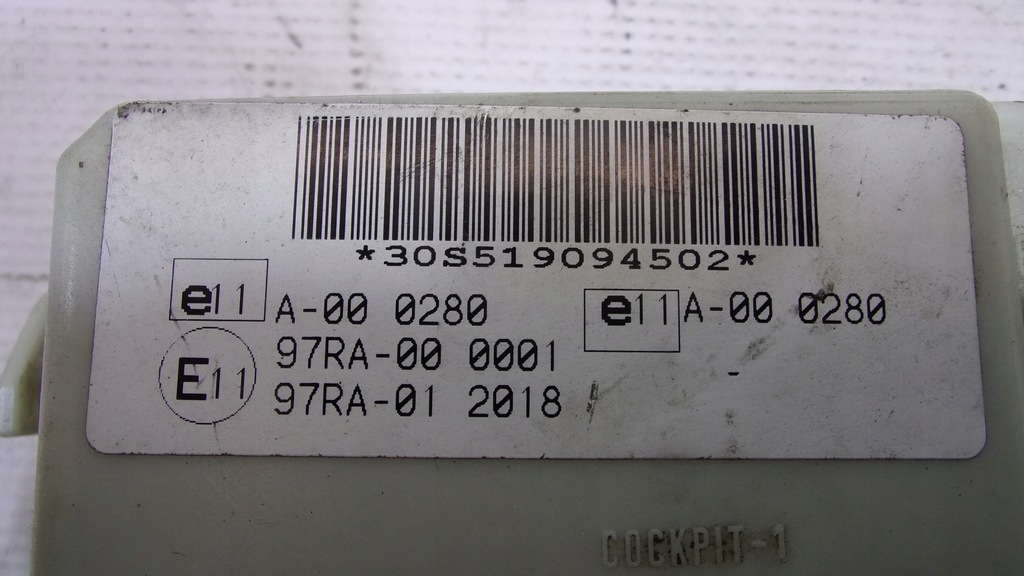 *30S519094502*
e11 A-00 0280 e11 A-00 0280
97RA-00 0001
E11
97RA-01 2018
COCKPIT-1